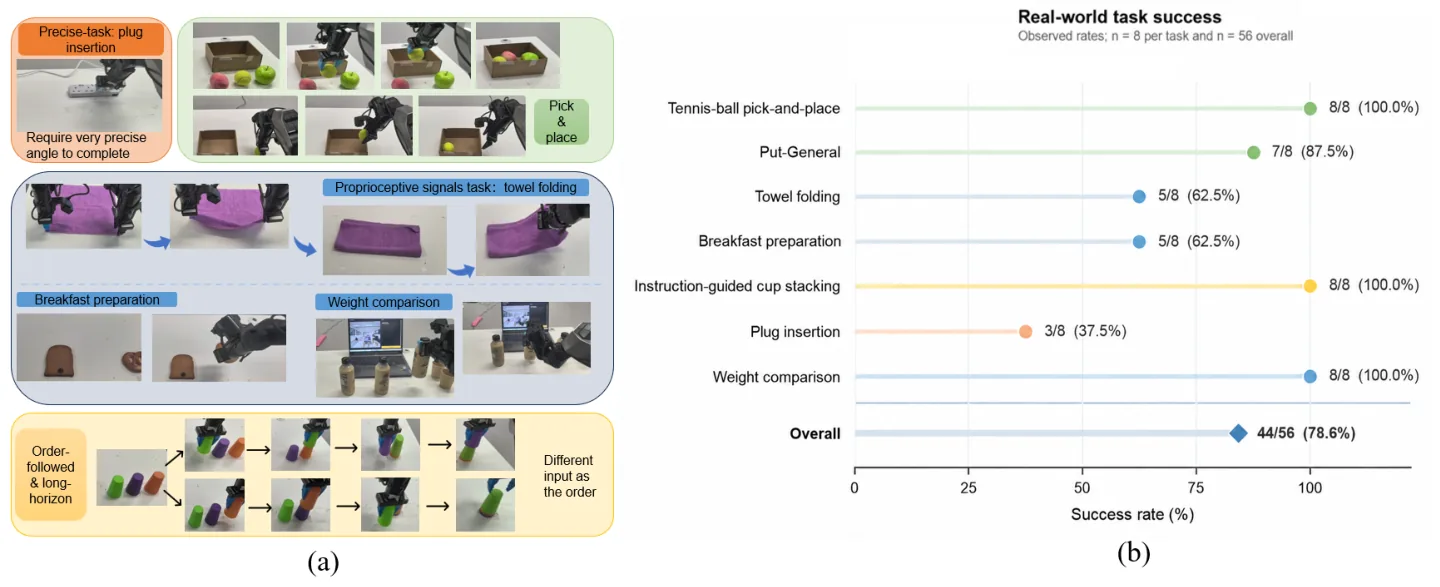 Precise-task: plug
insertion
Require very precise
angle to complete
Pick
&
place
Proprioceptive signals task: towel folding
Breakfast preparation
Weight comparison
Order-
followed
& long-
horizon
Different
input as
the order
(a)
Real-world task success
Observed rates; n = 8 per task and n = 56 overall
Tennis-ball pick-and-place
8/8 (100.0%)
Put-General
7/8 (87.5%)
Towel folding
5/8 (62.5%)
Breakfast preparation
5/8 (62.5%)
Instruction-guided cup stacking
8/8 (100.0%)
Plug insertion
3/8 (37.5%)
Weight comparison
8/8 (100.0%)
Overall
44/56 (78.6%)
0 25 50 75 100
Success rate (%)
(b)